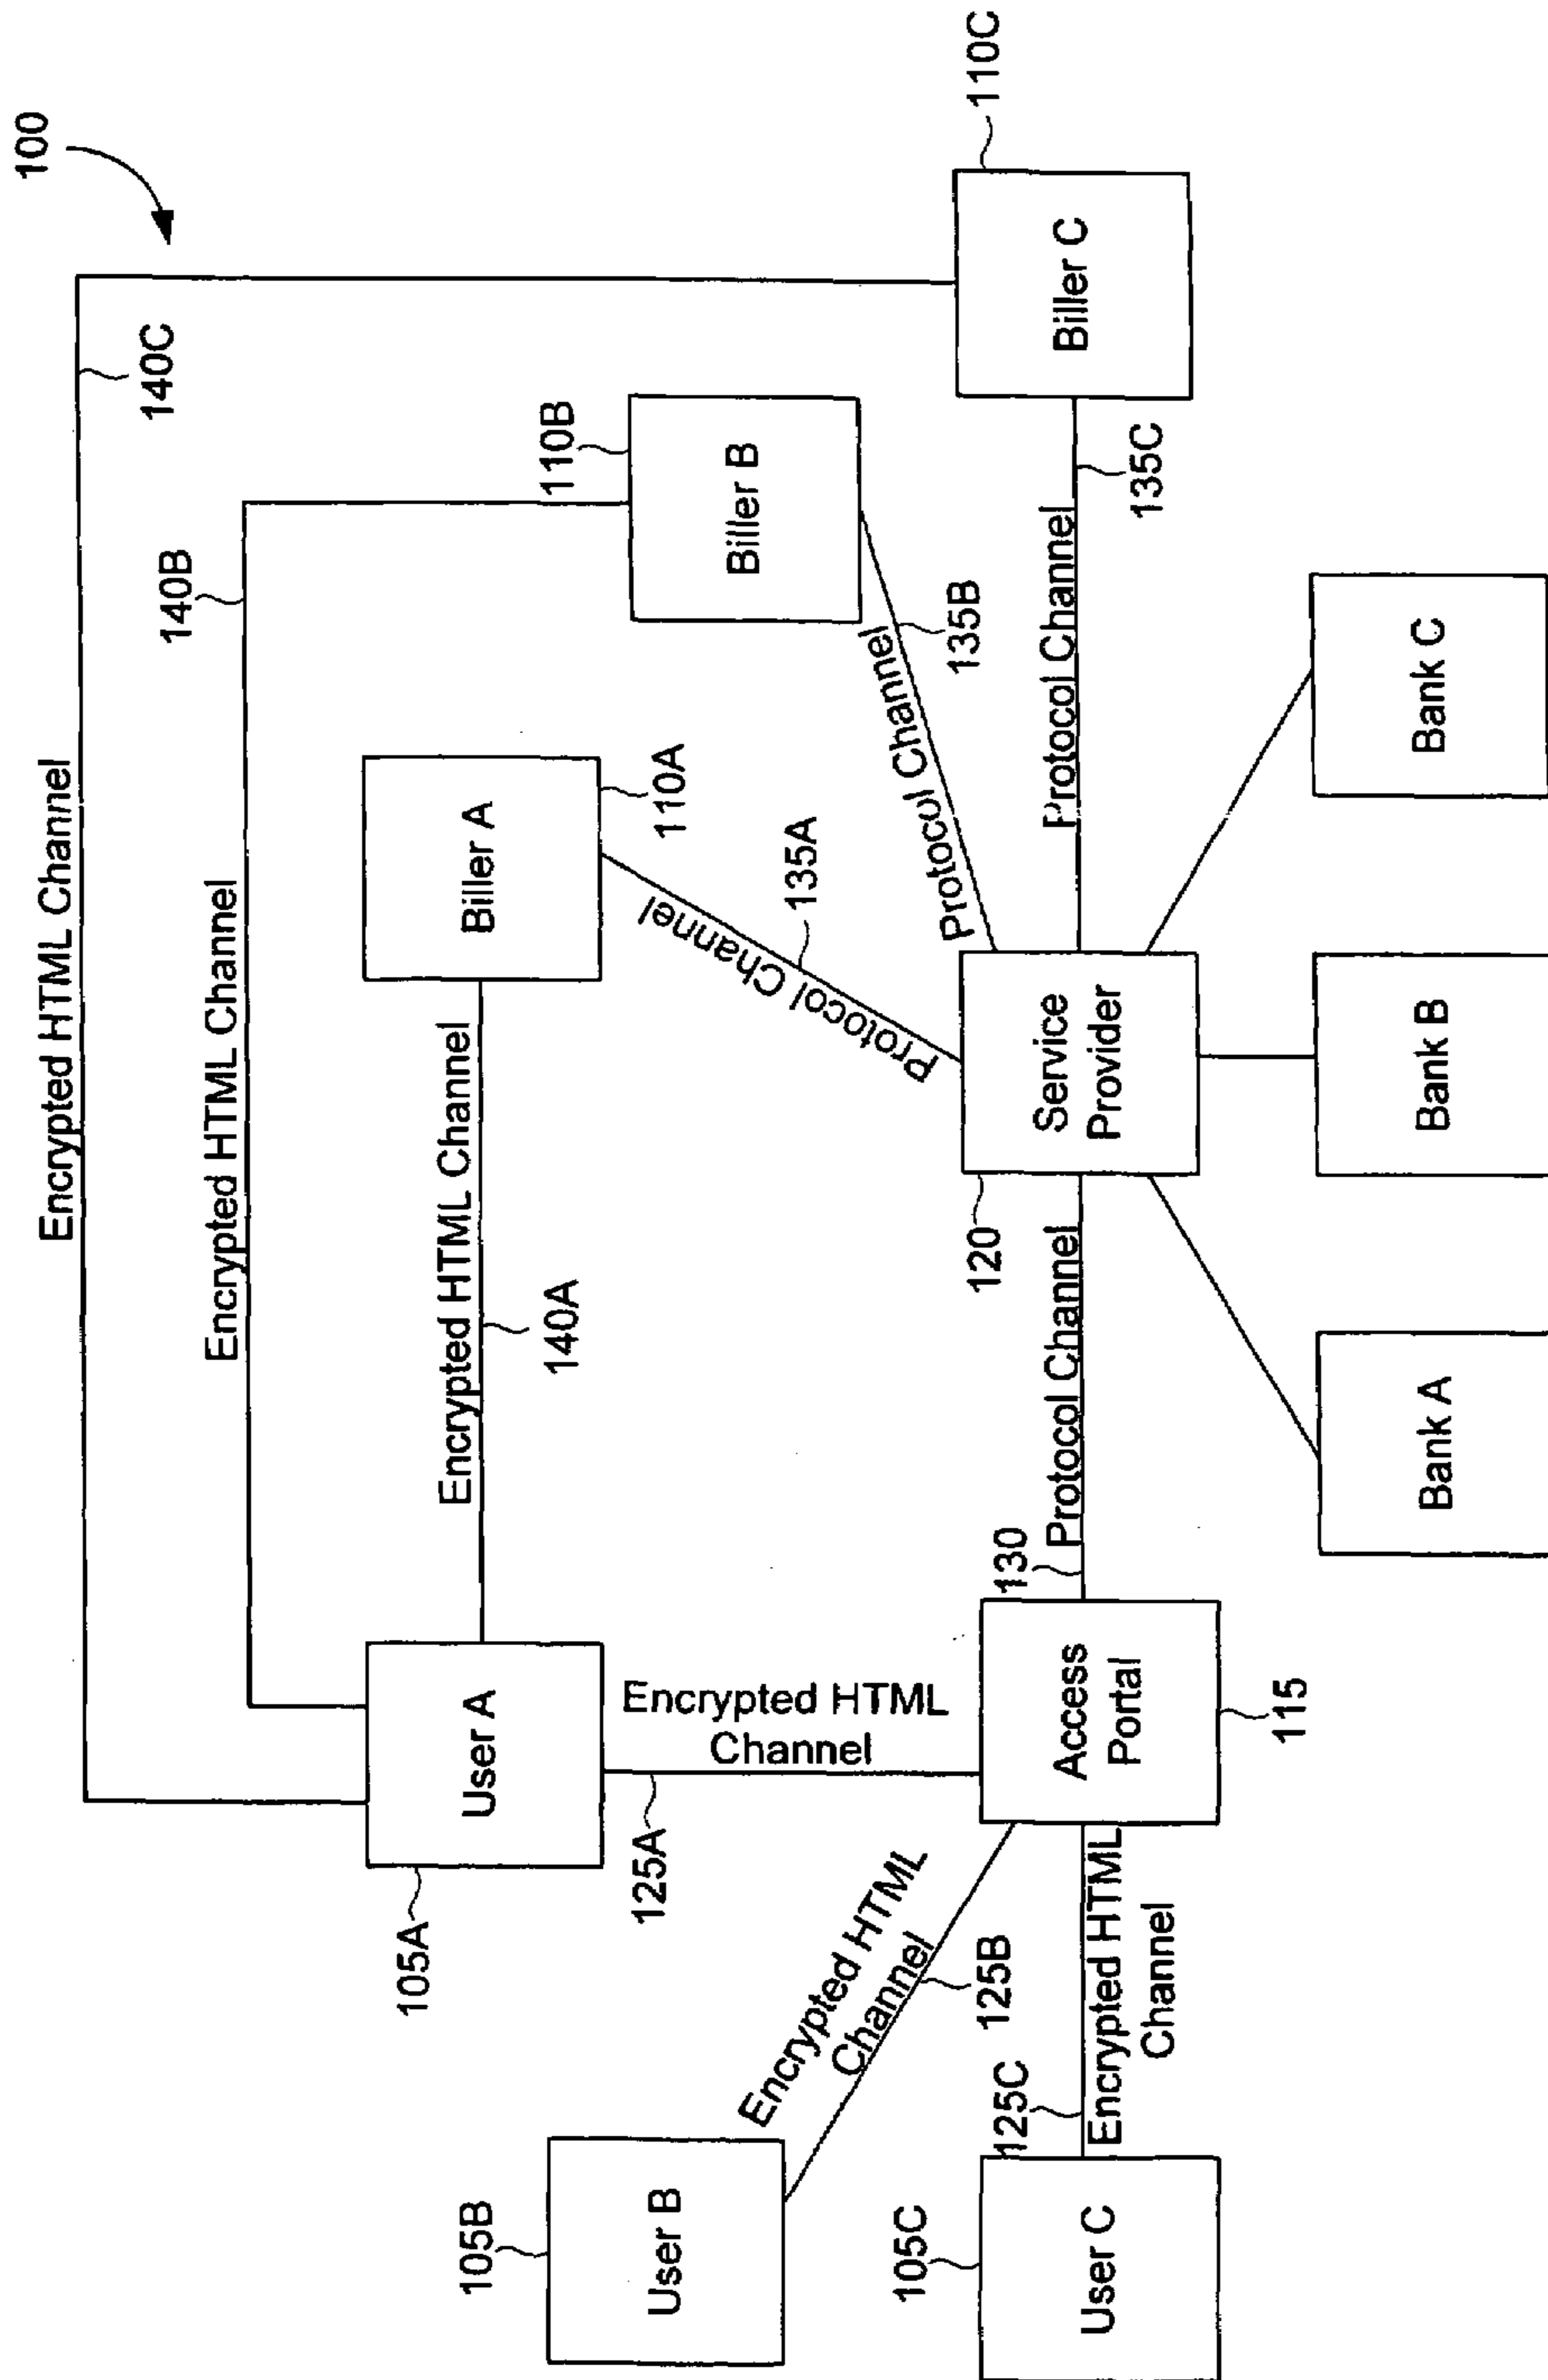 100
Encrypted HTML Channel
140C
Encrypted HTML Channel
140B
Encrypted HTML Channel
140A
User A
105A
Biller A
110A
Biller B
110B
Biller C
110C
Encrypted HTML
Channel
125A
Protocol Channel
135A
Protocol Channel
135B
Protocol Channel
135C
User B
105B
Encrypted HTML
Channel
125B
User C
105C
125C
Encrypted HTML
Channel
Access
Portal
115
130
Protocol Channel
Service
Provider
120
Bank A
Bank B
Bank C